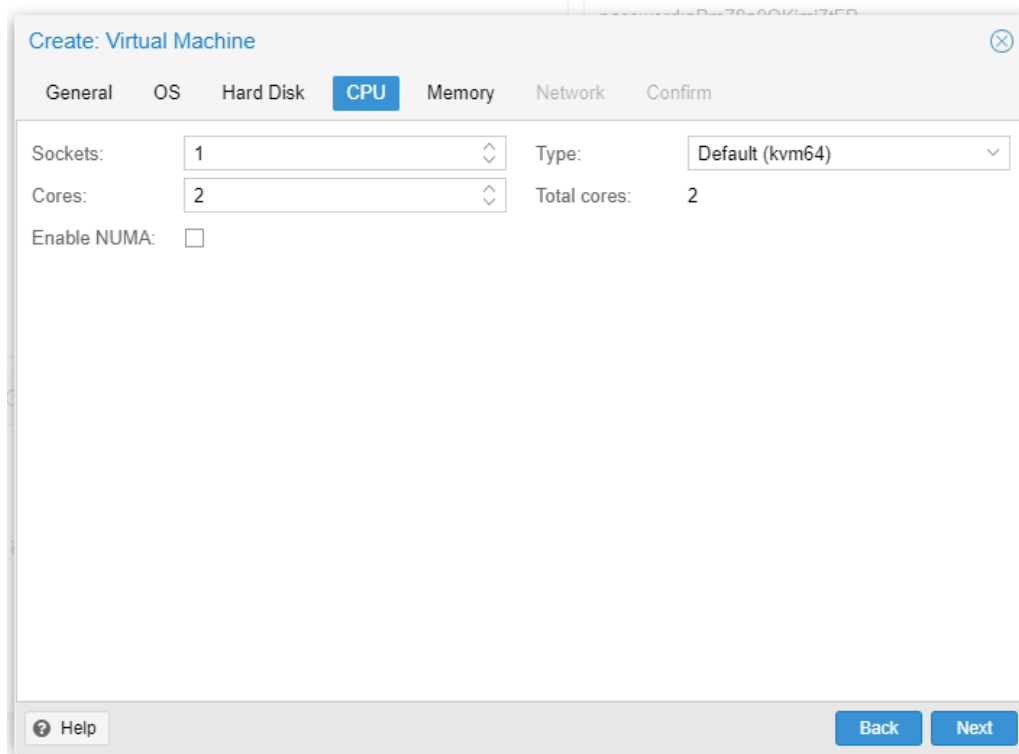 Create: Virtual Machine
General OS Hard Disk CPU Memory Network Confirm
Sockets: 1 Type: Default (kvm64)
Cores: 2 Total cores: 2
Enable NUMA:
Help Back Next